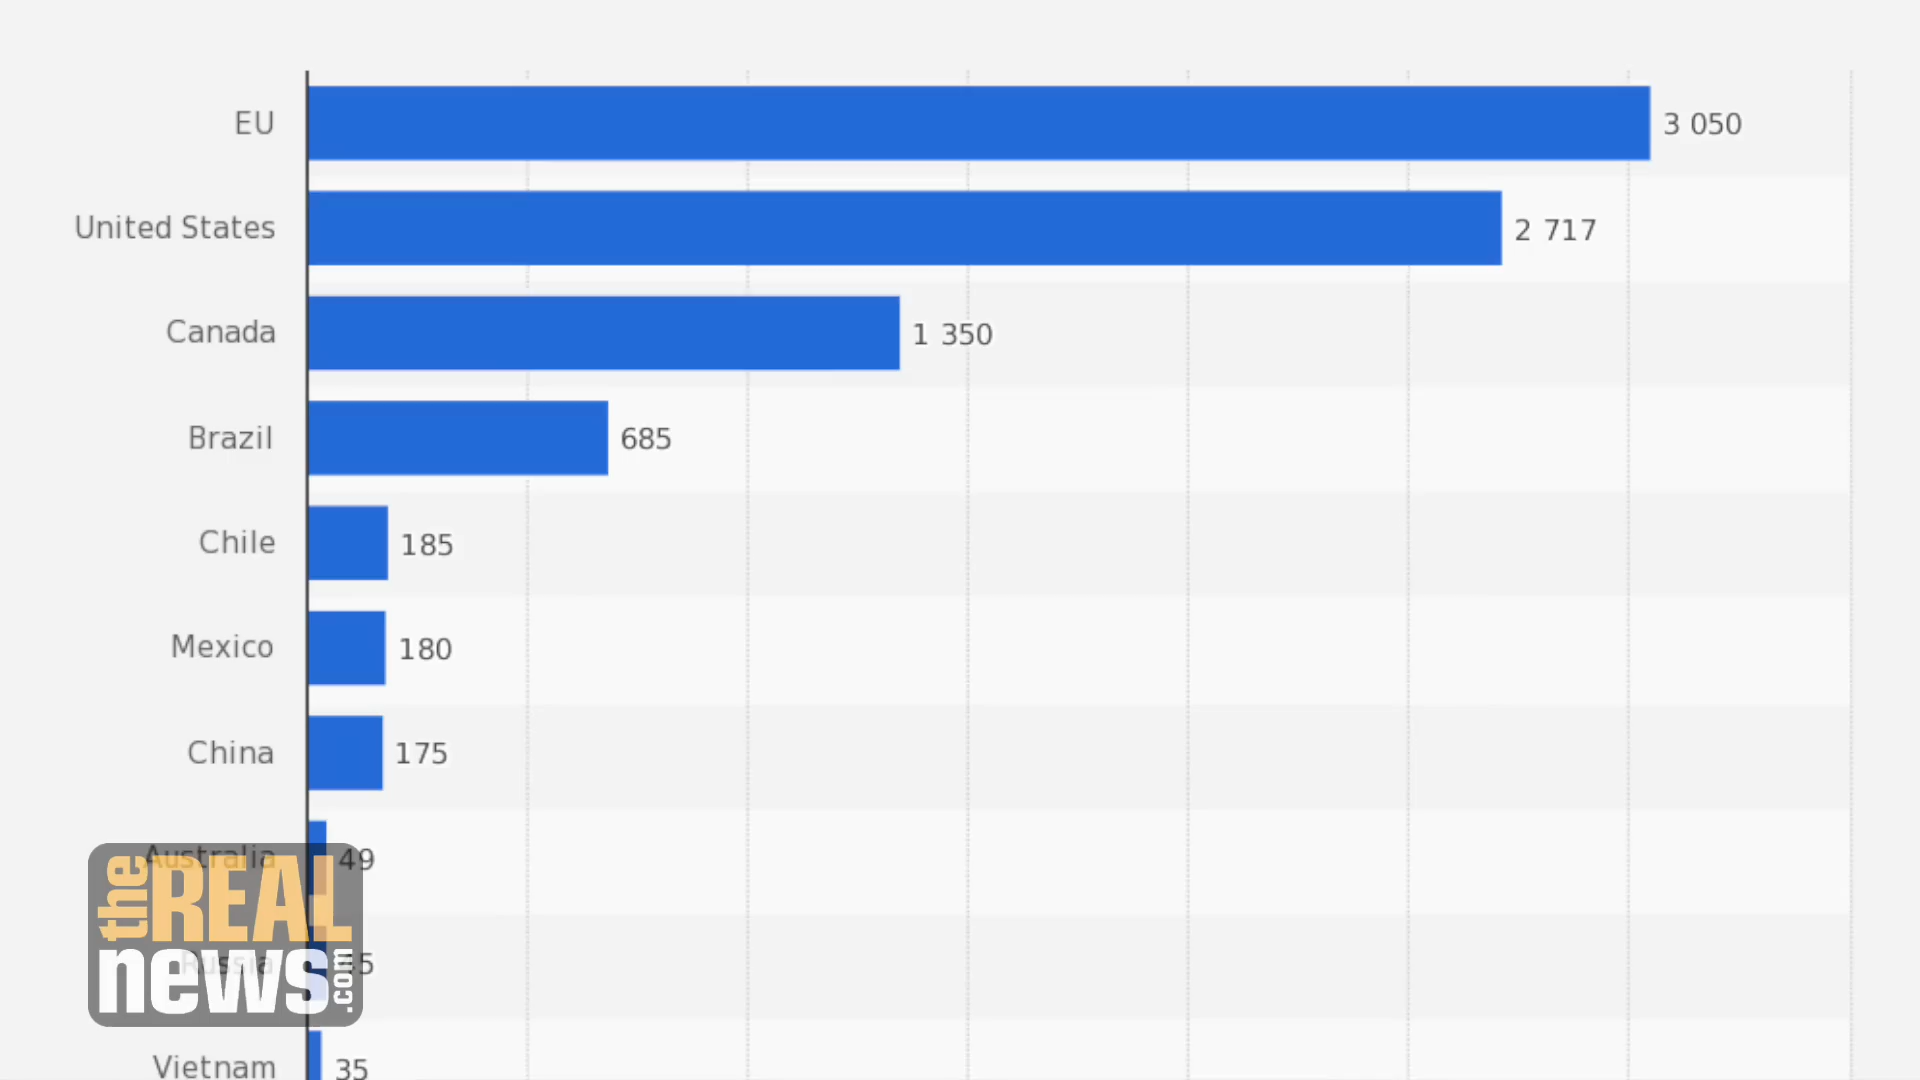 EU 3 050
United States 2 717
Canada 1 350
Brazil 685
Chile 185
Mexico 180
China 175
Australia 49
Russia
Vietnam 35
the REAL
news.com